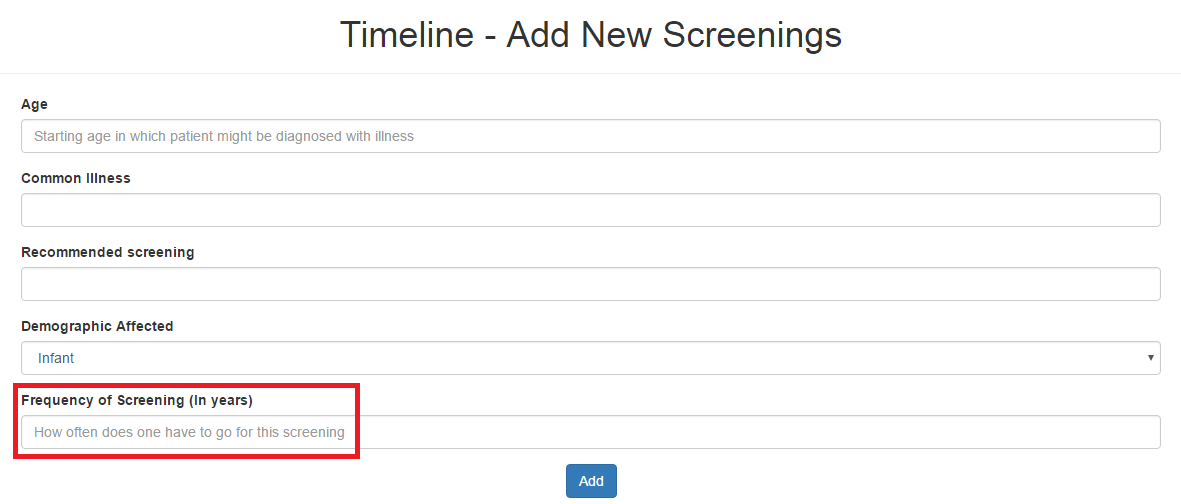 Timeline - Add New Screenings
Age
Starting age in which patient might be diagnosed with illness
Common Illness
Recommended screening
Demographic Affected
Infant
Frequency of Screening (In years)
How often does one have to go for this screening
Add